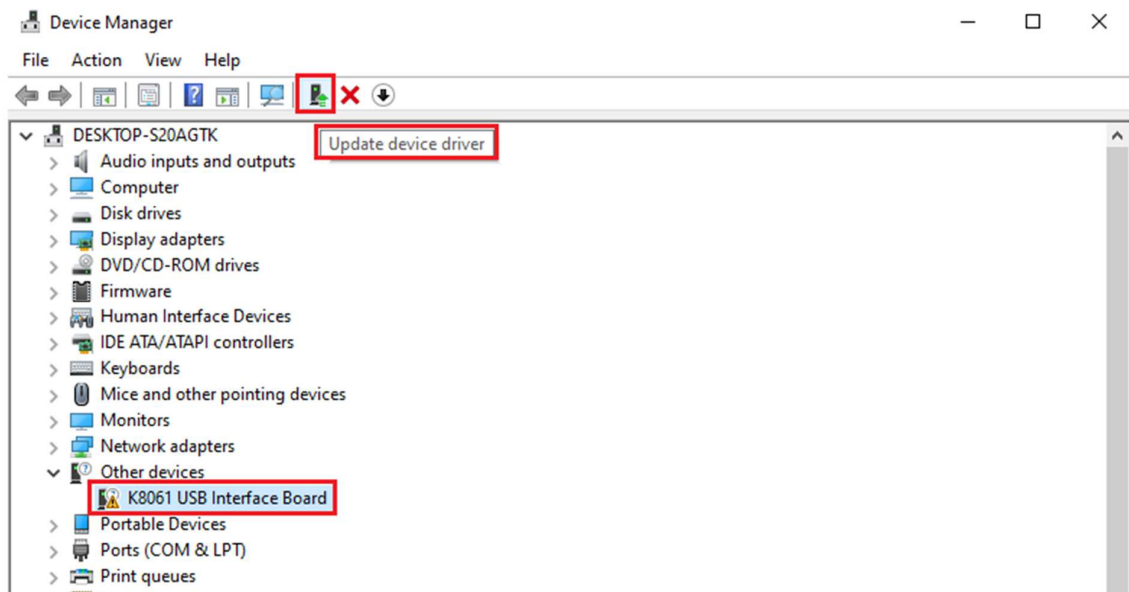 Device Manager
File Action View Help
DESKTOP-S20AGTK
Update device driver
Audio inputs and outputs
Computer
Disk drives
Display adapters
DVD/CD-ROM drives
Firmware
Human Interface Devices
IDE ATA/ATAPI controllers
Keyboards
Mice and other pointing devices
Monitors
Network adapters
Other devices
K8061 USB Interface Board
Portable Devices
Ports (COM & LPT)
Print queues